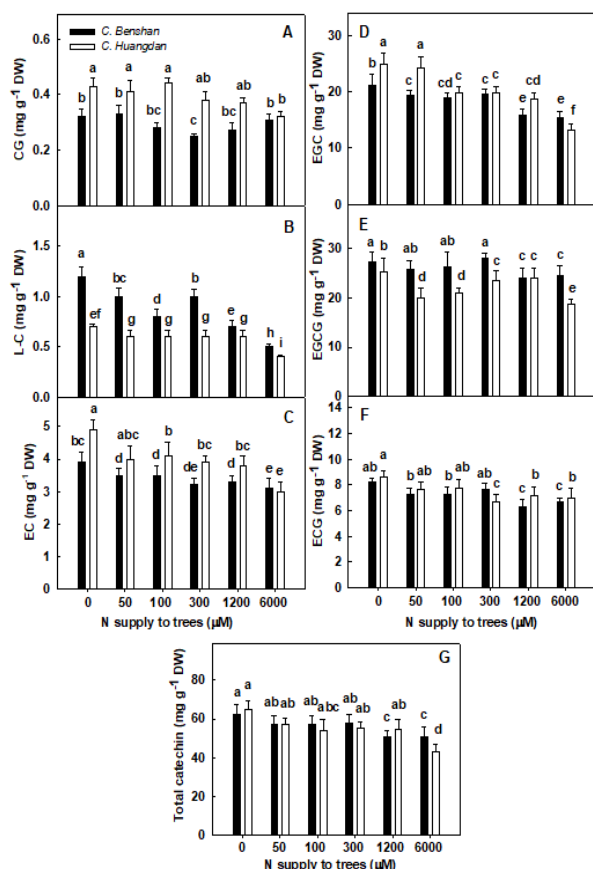 C. Benshan
C. Huangdan
A
CG (mg g-1 DW)
0.6
0.4
0.2
0.0
b a b a bc a c ab bc ab b b
B
L-C (mg g-1 DW)
1.5
1.0
0.5
0.0
a ef bc g d g b g e g h i
C
EC (mg g-1 DW)
5
4
3
2
1
0
bc a d abc d b de bc d bc e e
0 50 100 300 1200 6000
N supply to trees (μM)
D
EGC (mg g-1 DW)
30
20
10
0
b a c a cd c c c e cd e f
E
EGCG (mg g-1 DW)
30
20
10
0
a b ab d ab c a c c c c e
F
ECG (mg g-1 DW)
14
12
10
8
6
4
2
0
ab a b ab b ab ab c c b c b
0 50 100 300 1200 6000
N supply to trees (μM)
G
Total catechin (mg g-1 DW)
80
60
40
20
0
a a ab ab ab abc ab ab c ab c d
0 50 100 300 1200 6000
N supply to trees (μM)